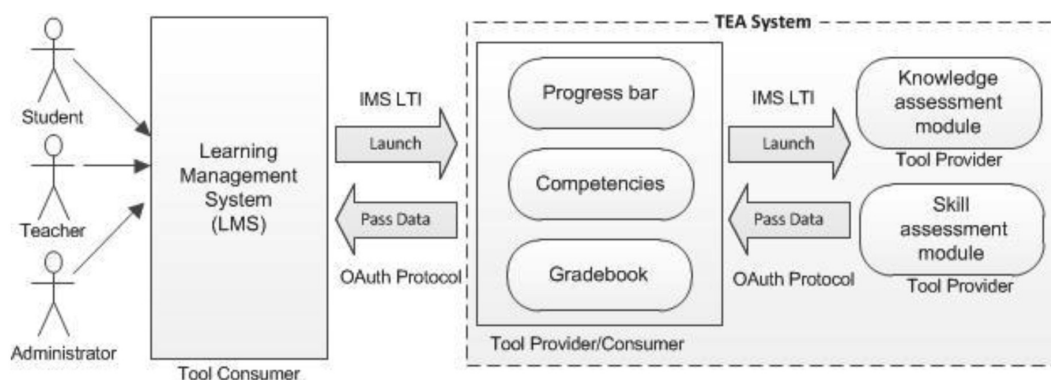 TEA System
Student
Teacher
Administrator
Learning
Management
System
(LMS)
Tool Consumer
IMS LTI
Launch
Pass Data
OAuth Protocol
Progress bar
Competencies
Gradebook
Tool Provider/Consumer
IMS LTI
Launch
Pass Data
OAuth Protocol
Knowledge
assessment
module
Tool Provider
Skill
assessment
module
Tool Provider